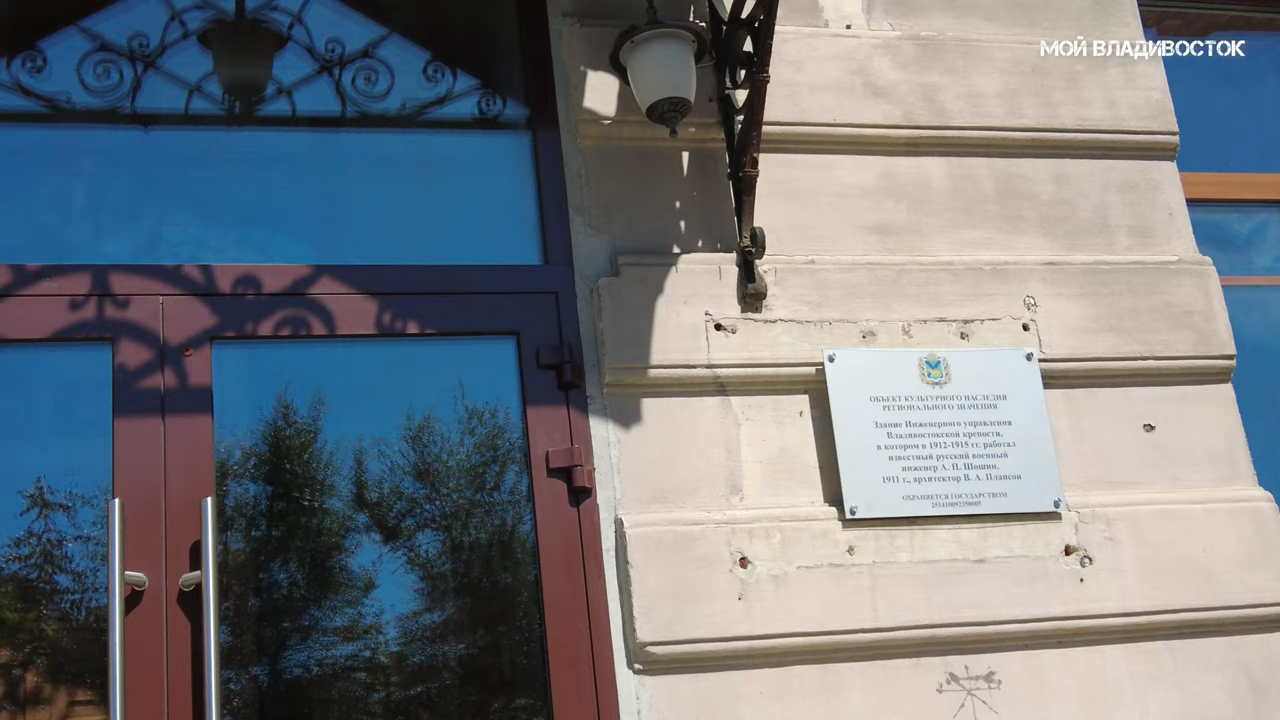 МОЙ ВЛАДИВОСТОК
ОБЪЕКТ КУЛЬТУРНОГО НАСЛЕДИЯ
РЕГИОНАЛЬНОГО ЗНАЧЕНИЯ
Здание Инженерного управления
Владивостокской крепости,
в котором в 1912-1915 гг. работал
известный русский военный
инженер А. П. Шошин,
1911 г., архитектор В. А. Плансон
ОХРАНЯЕТСЯ ГОСУДАРСТВОМ
251410092350005